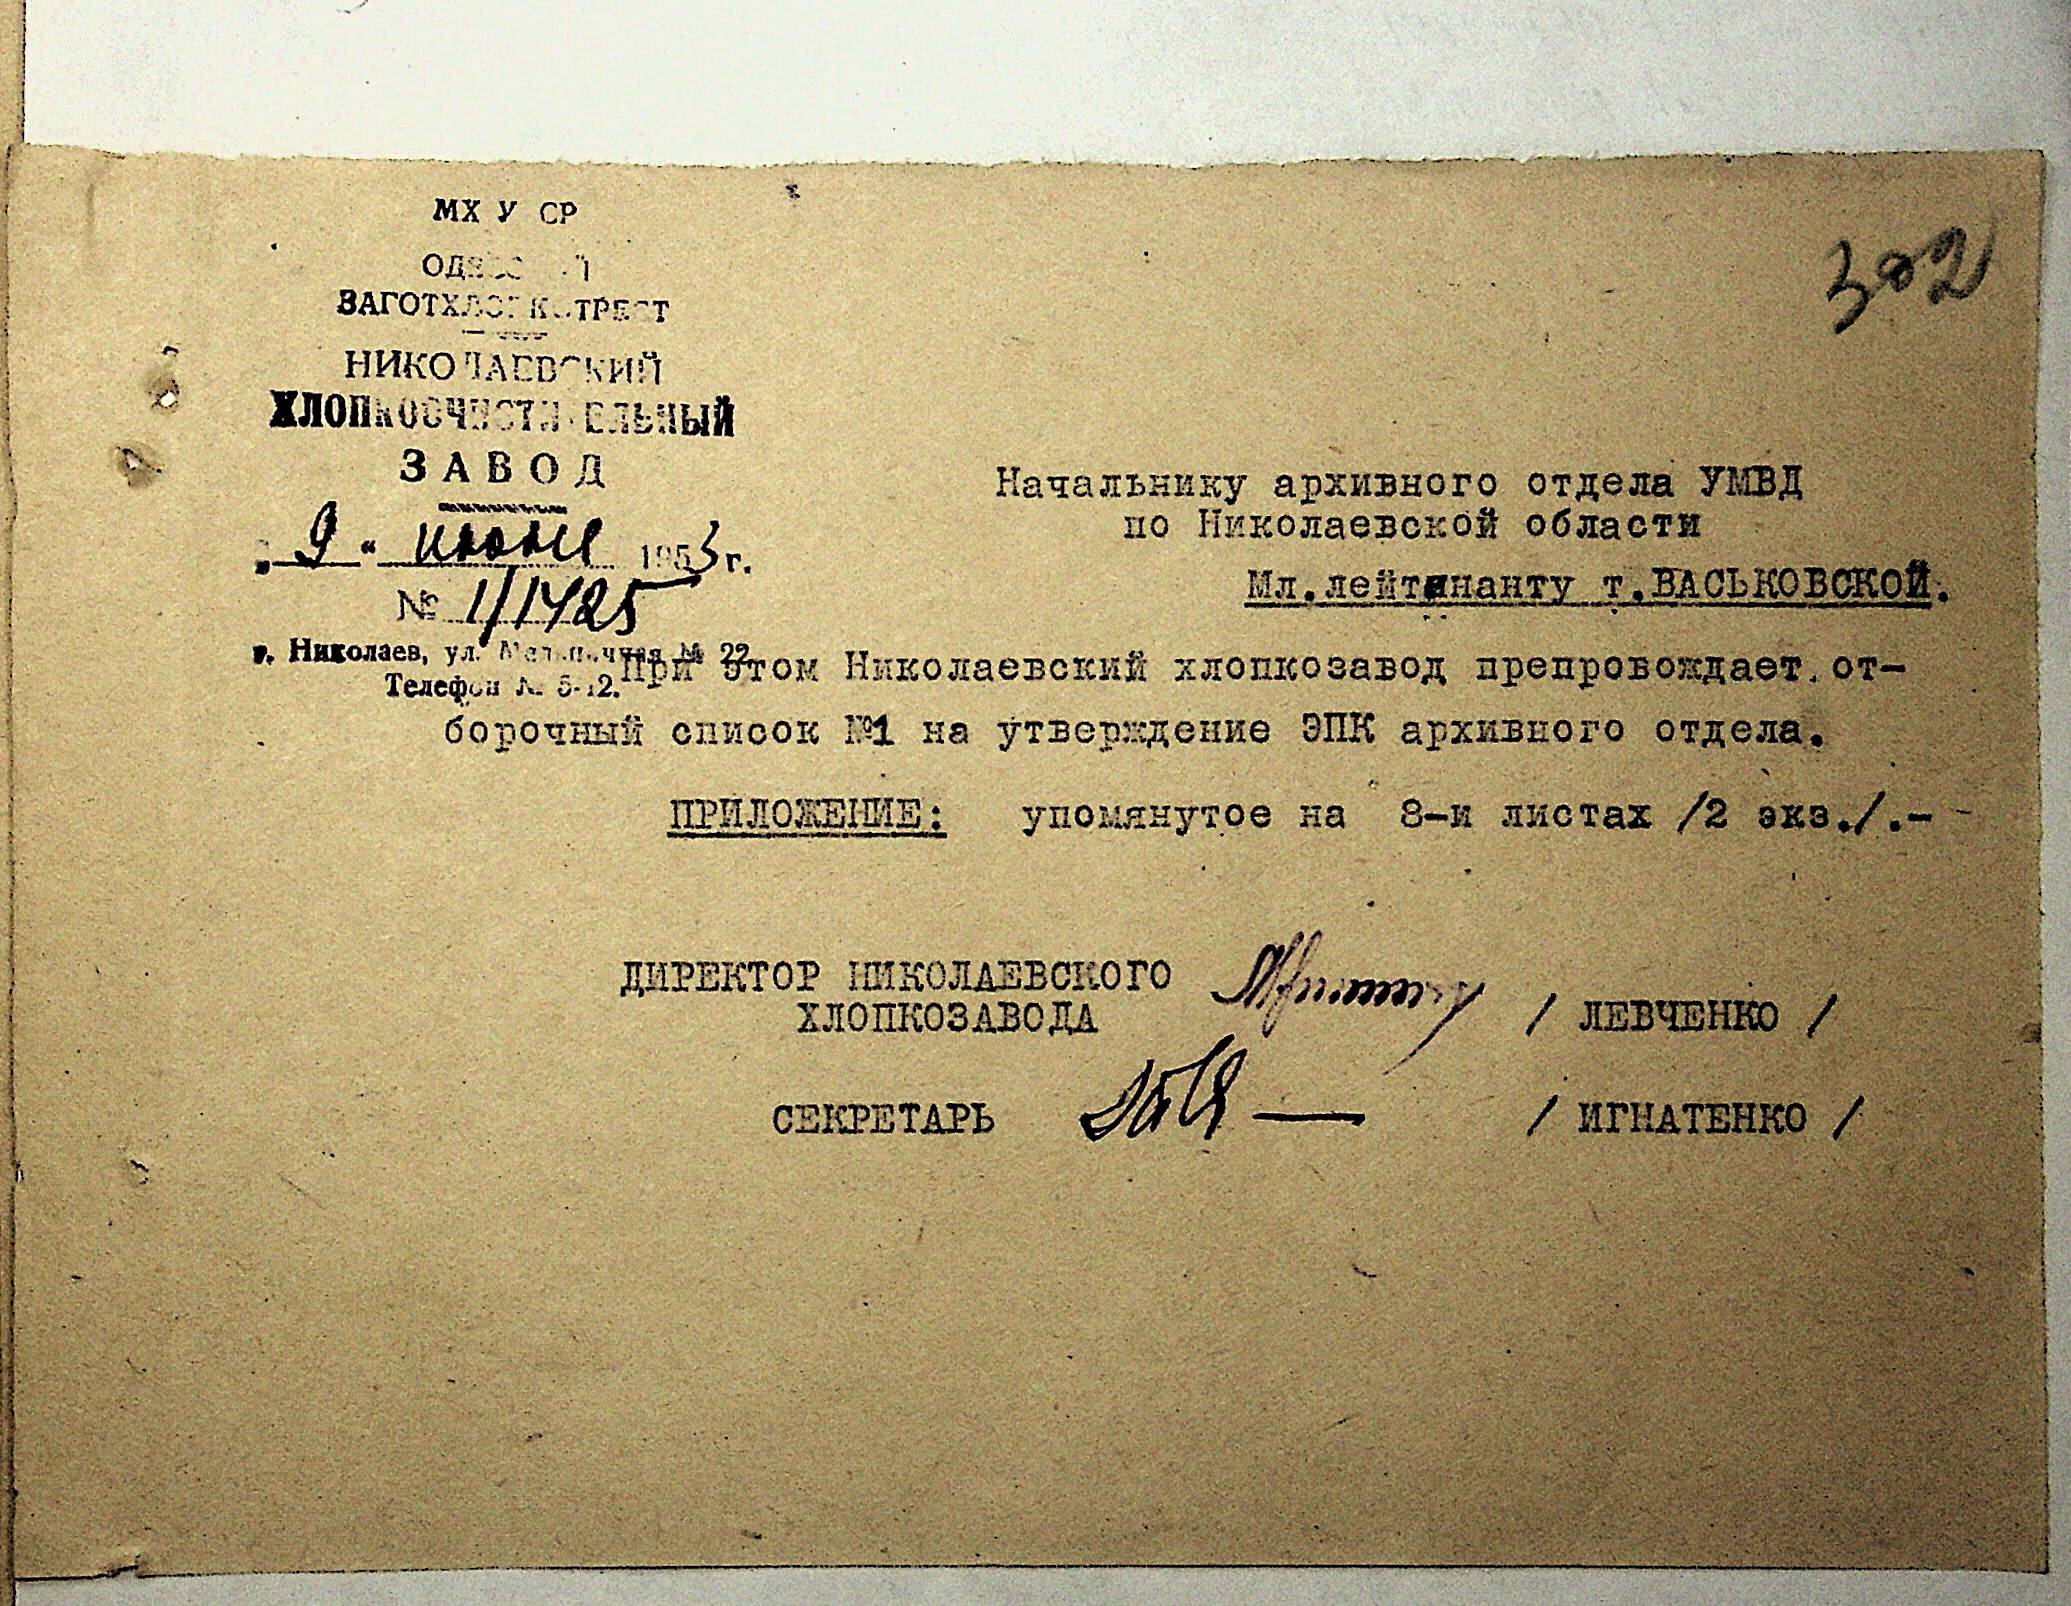 МХ У СР
ЗАГОТХЛОПКОТРЕСТ
НИКОЛАЕВСКИЙ
ХЛОПКООЧИСТИТЕЛЬНЫЙ
ЗАВОД
302
„ 9 “ июня 1953 г.
№ 1/1425
г. Николаев, ул. № 22
Телефон № 5-12.
Начальнику архивного отдела УМВД
по Николаевской области
Мл.лейтенанту т.ВАСЬКОВСКОЙ.
При этом Николаевский хлопкозавод препровождает от-
борочный список №1 на утверждение ЭПК архивного отдела.
ПРИЛОЖЕНИЕ: упомянутое на 8-и листах /2 экз./.-
ДИРЕКТОР НИКОЛАЕВСКОГО
ХЛОПКОЗАВОДА / ЛЕВЧЕНКО /
СЕКРЕТАРЬ / ИГНАТЕНКО /